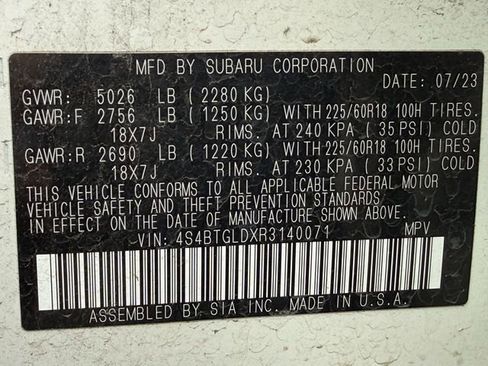 MFD BY SUBARU CORPORATION
DATE: 07/23
GVWR: 5026 LB (2280 KG)
GAWR:F 2756 LB (1250 KG) WITH 225/60R18 100H TIRES.
18X7J RIMS. AT 240 KPA (35 PSI) COLD
GAWR:R 2690 LB (1220 KG) WITH 225/60R18 100H TIRES.
18X7J RIMS. AT 230 KPA (33 PSI) COLD
THIS VEHICLE CONFORMS TO ALL APPLICABLE FEDERAL MOTOR
VEHICLE SAFETY AND THEFT PREVENTION STANDARDS
IN EFFECT ON THE DATE OF MANUFACTURE SHOWN ABOVE.
VIN: 4S4BTGLDXR3140071 MPV
ASSEMBLED BY SIA INC. MADE IN U.S.A.